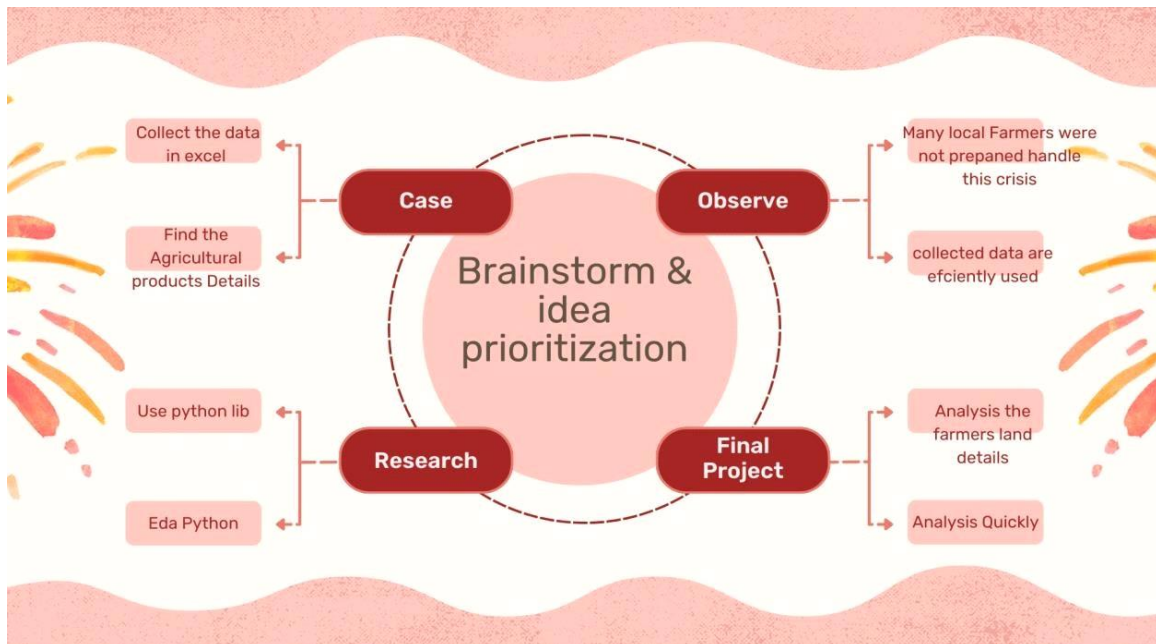 Brainstorm &
idea
prioritization
Case
Collect the data
in excel
Find the
Agricultural
products Details
Observe
Many local Farmers were
not prepaned handle
this crisis
collected data are
efciently used
Research
Use python lib
Eda Python
Final
Project
Analysis the
farmers land
details
Analysis Quickly